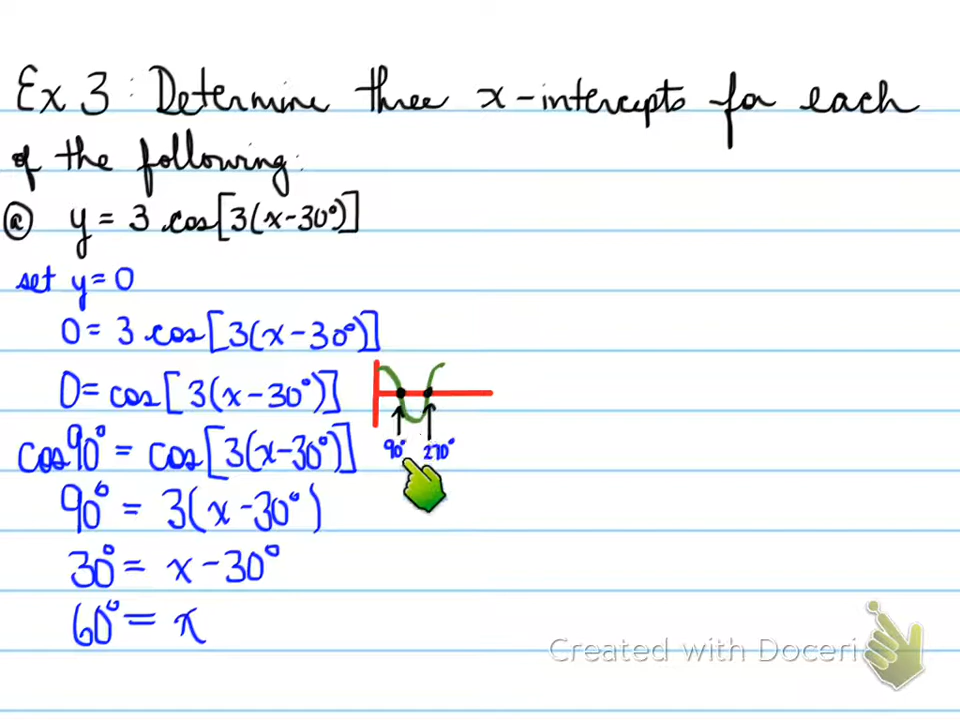 Ex 3: Determine three x-intercepts for each
of the following:
ⓐ y = 3 cos[3(x-30°)]
set y=0
0 = 3 cos[3(x-30°)]
0 = cos[3(x-30°)]
cos90° = cos[3(x-30°)]
90° 270°
90° = 3(x-30°)
30° = x-30°
60° = x
Created with Doceri